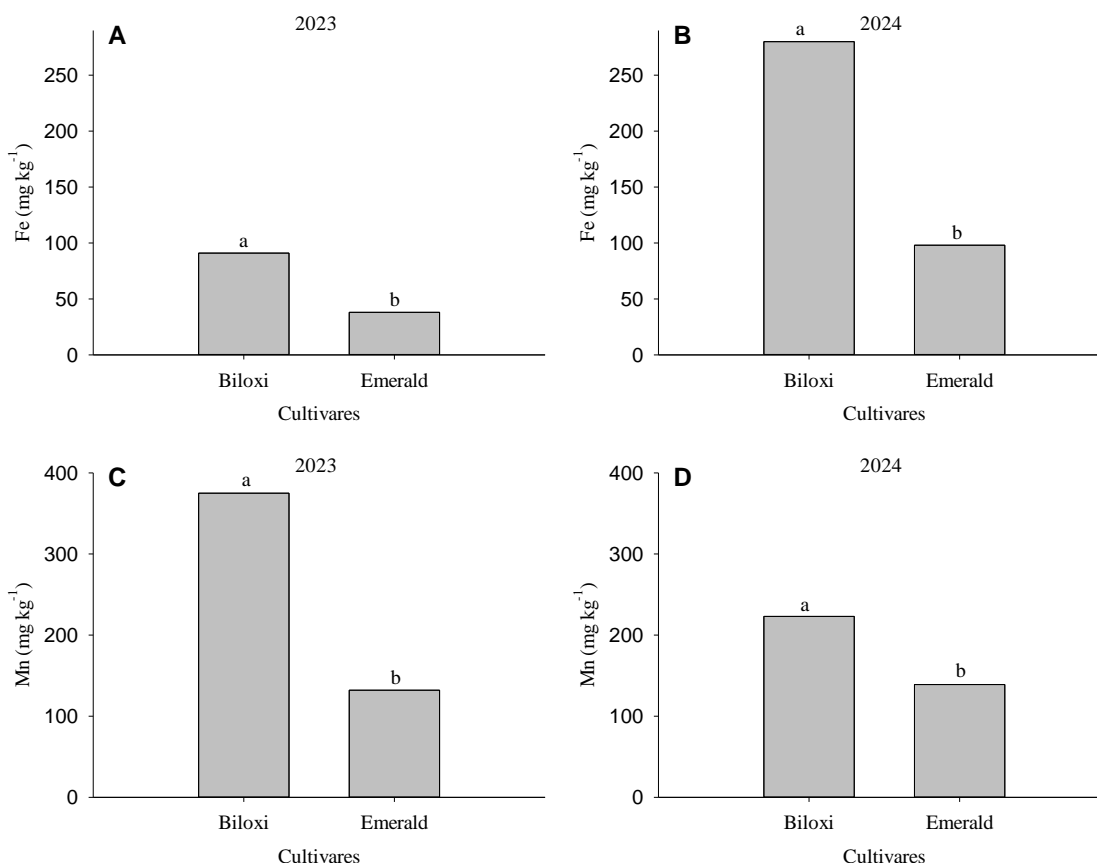 A
2023
Fe (mg kg⁻¹)
250
200
150
100
50
0
a
b
Biloxi Emerald
Cultivares
B
2024
Fe (mg kg⁻¹)
250
200
150
100
50
0
a
b
Biloxi Emerald
Cultivares
C
2023
Mn (mg kg⁻¹)
400
300
200
100
0
a
b
Biloxi Emerald
Cultivares
D
2024
Mn (mg kg⁻¹)
400
300
200
100
0
a
b
Biloxi Emerald
Cultivares